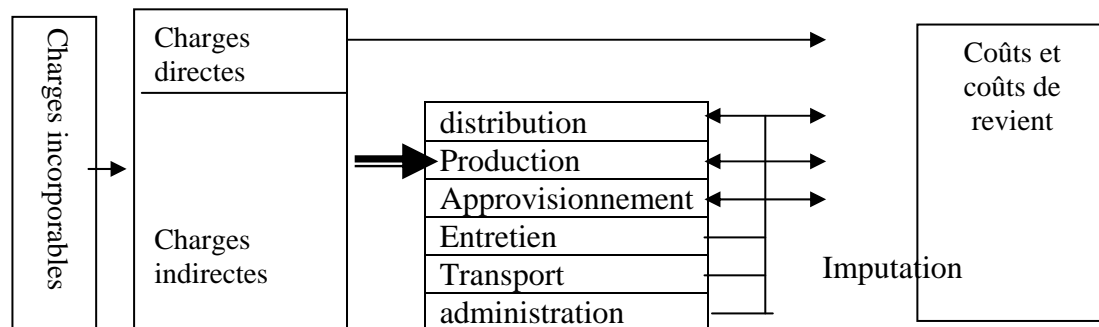 Charges incorporables
Charges
directes
Charges
indirectes
distribution
Production
Approvisionnement
Entretien
Transport
administration
Imputation
Coûts et
coûts de
revient